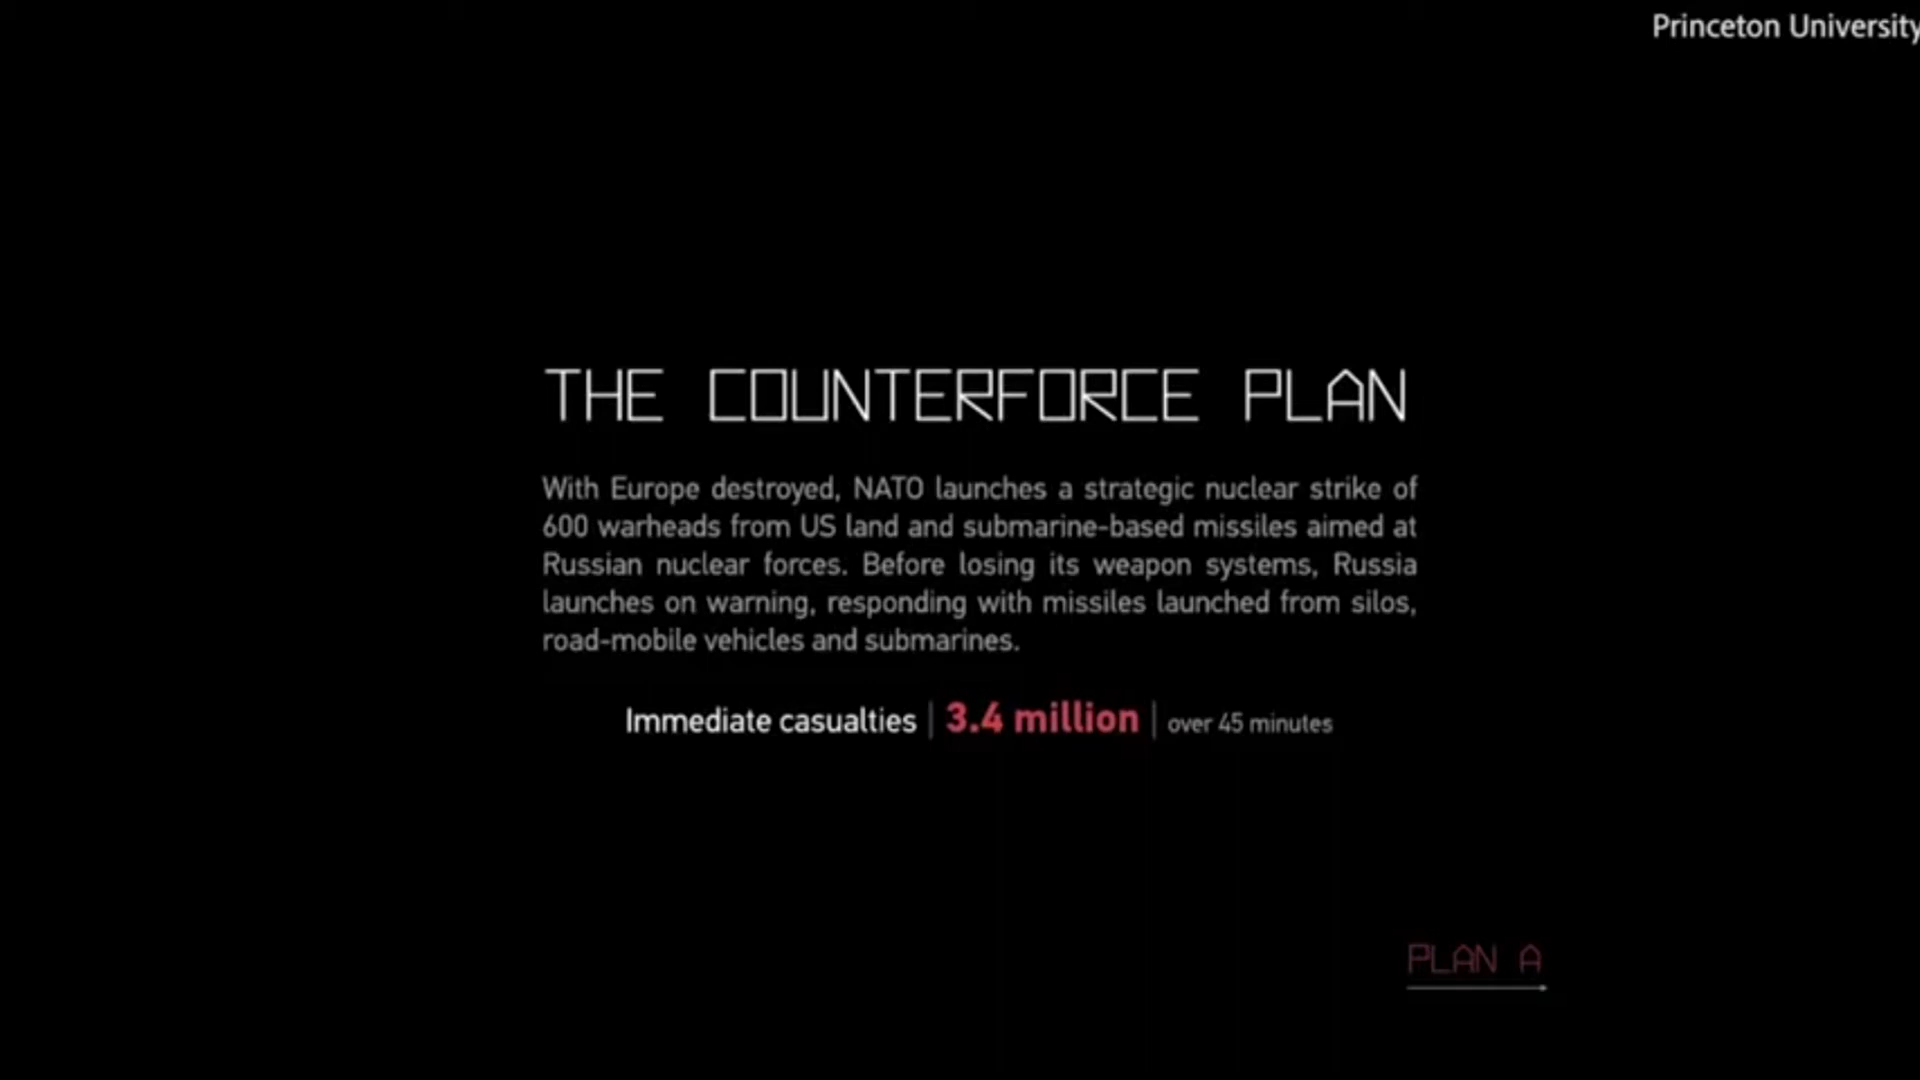 Princeton University
THE COUNTERFORCE PLAN
With Europe destroyed, NATO launches a strategic nuclear strike of
600 warheads from US land and submarine-based missiles aimed at
Russian nuclear forces. Before losing its weapon systems, Russia
launches on warning, responding with missiles launched from silos,
road-mobile vehicles and submarines.
Immediate casualties | 3.4 million | over 45 minutes
PLAN A